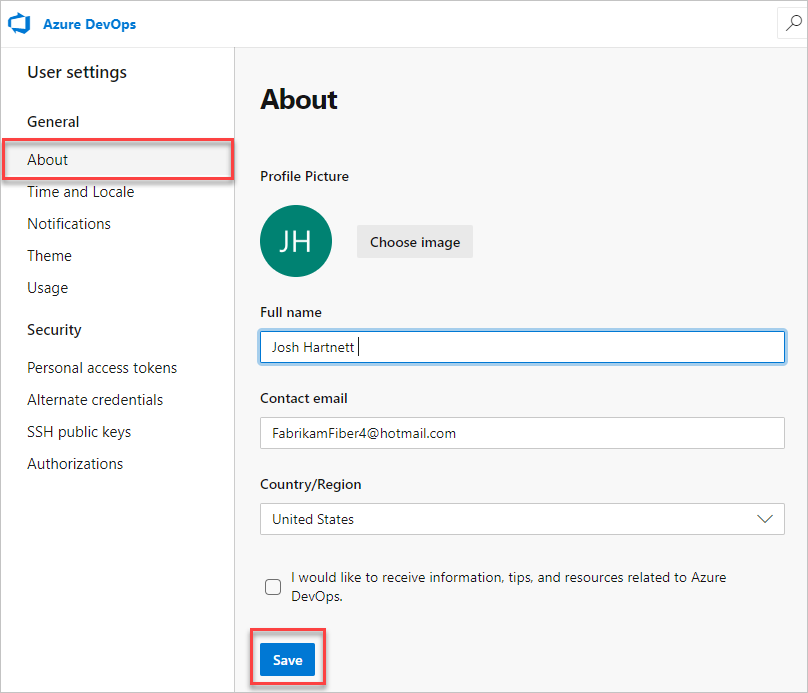 Azure DevOps
User settings
General
About
Time and Locale
Notifications
Theme
Usage
Security
Personal access tokens
Alternate credentials
SSH public keys
Authorizations
About
Profile Picture
JH
Choose image
Full name
Josh Hartnett
Contact email
FabrikamFiber4@hotmail.com
Country/Region
United States
I would like to receive information, tips, and resources related to Azure
DevOps.
Save